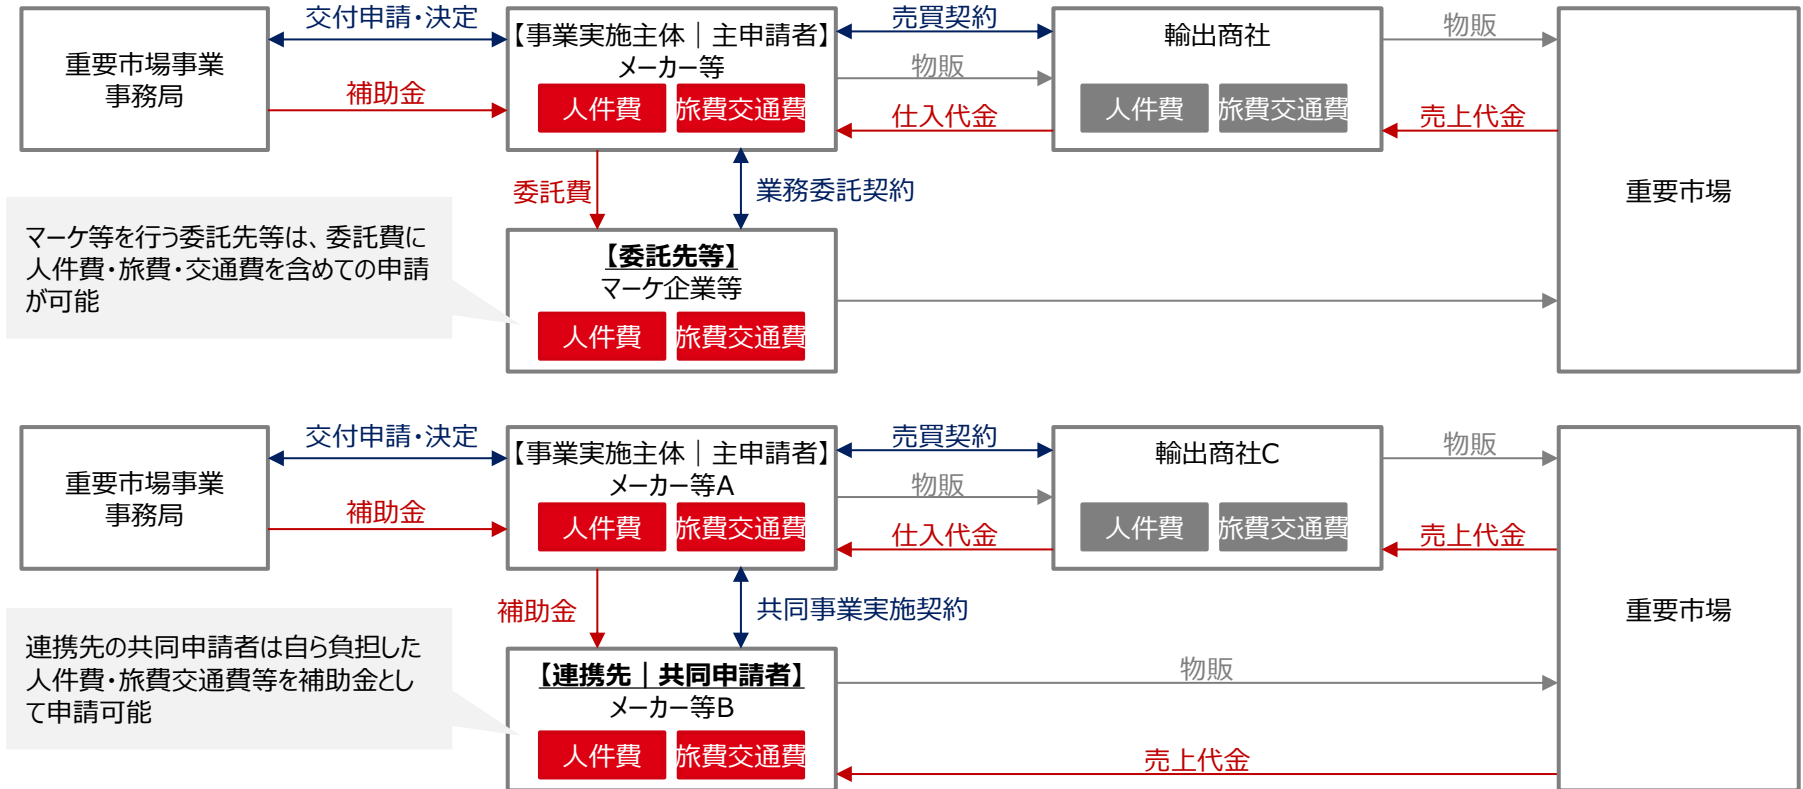 交付申請・決定
重要市場事業
事務局
補助金
【事業実施主体｜主申請者】
メーカー等
人件費
旅費交通費
売買契約
物販
仕入代金
輸出商社
人件費
旅費交通費
物販
売上代金
重要市場
委託費
業務委託契約
マーケ等を行う委託先等は、委託費に
人件費・旅費・交通費を含めての申請
が可能
【委託先等】
マーケ企業等
人件費
旅費交通費
交付申請・決定
重要市場事業
事務局
補助金
【事業実施主体｜主申請者】
メーカー等A
人件費
旅費交通費
売買契約
物販
仕入代金
輸出商社C
人件費
旅費交通費
物販
売上代金
重要市場
補助金
共同事業実施契約
連携先の共同申請者は自ら負担した
人件費・旅費交通費等を補助金とし
て申請可能
【連携先｜共同申請者】
メーカー等B
人件費
旅費交通費
物販
売上代金